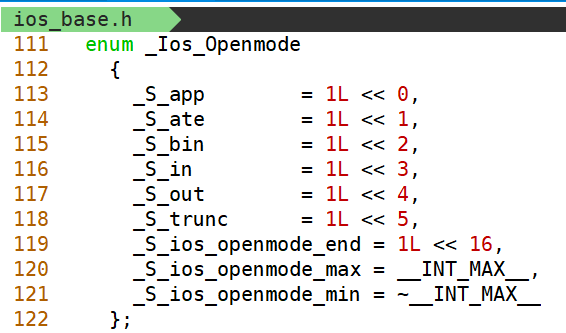 ios_base.h
111 enum _Ios_Openmode
112 {
113 _S_app = 1L << 0,
114 _S_ate = 1L << 1,
115 _S_bin = 1L << 2,
116 _S_in = 1L << 3,
117 _S_out = 1L << 4,
118 _S_trunc = 1L << 5,
119 _S_ios_openmode_end = 1L << 16,
120 _S_ios_openmode_max = __INT_MAX__,
121 _S_ios_openmode_min = ~__INT_MAX__
122 };